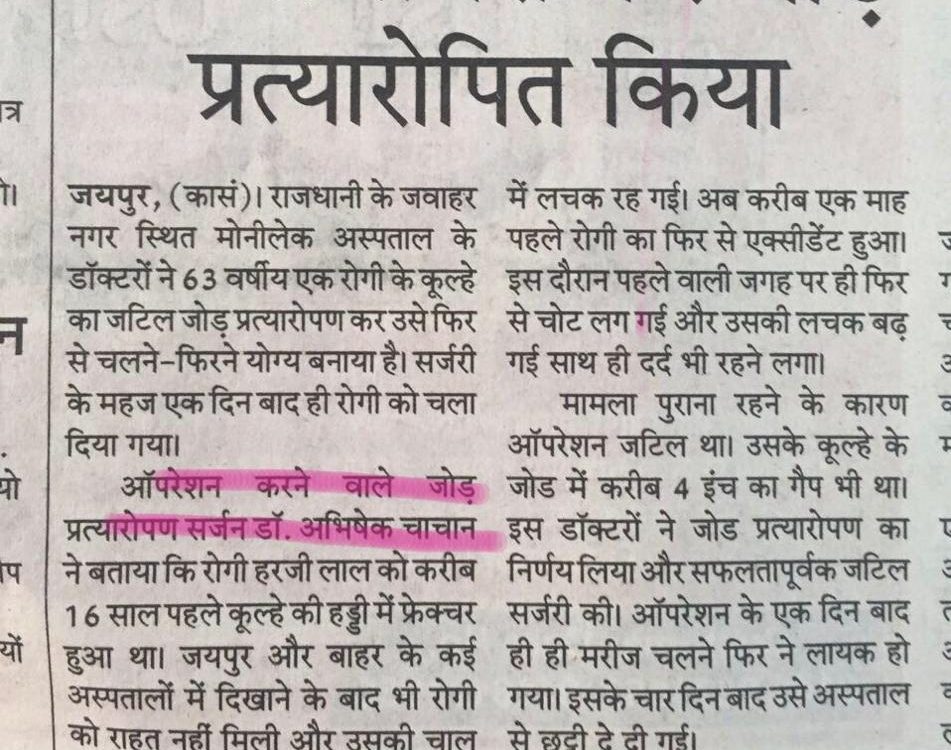 प्रत्यारोपित किया
जयपुर, (कासं)। राजधानी के जवाहर
नगर स्थित मोनीलेक अस्पताल के
डॉक्टरों ने 63 वर्षीय एक रोगी के कूल्हे
का जटिल जोड़ प्रत्यारोपण कर उसे फिर
से चलने-फिरने योग्य बनाया है। सर्जरी
के महज एक दिन बाद ही रोगी को चला
दिया गया।
ऑपरेशन करने वाले जोड़
प्रत्यारोपण सर्जन डॉ. अभिषेक चाचान
ने बताया कि रोगी हरजी लाल को करीब
16 साल पहले कूल्हे की हड्डी में फ्रेक्चर
हुआ था। जयपुर और बाहर के कई
अस्पतालों में दिखाने के बाद भी रोगी
को राहत नहीं मिली और उसकी चाल
में लचक रह गई। अब करीब एक माह
पहले रोगी का फिर से एक्सीडेंट हुआ।
इस दौरान पहले वाली जगह पर ही फिर
से चोट लग गई और उसकी लचक बढ़
गई साथ ही दर्द भी रहने लगा।
मामला पुराना रहने के कारण
ऑपरेशन जटिल था। उसके कूल्हे के
जोड में करीब 4 इंच का गैप भी था।
इस डॉक्टरों ने जोड प्रत्यारोपण का
निर्णय लिया और सफलतापूर्वक जटिल
सर्जरी की। ऑपरेशन के एक दिन बाद
ही ही मरीज चलने फिर ने लायक हो
गया। इसके चार दिन बाद उसे अस्पताल
से छुट्टी दे दी गई।